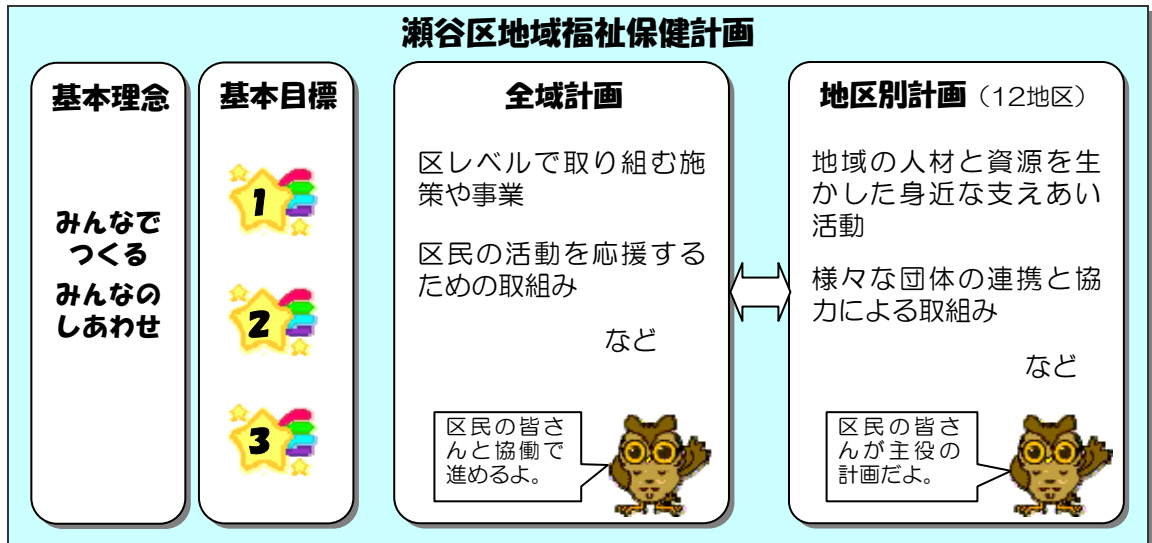 瀬谷区地域福祉保健計画
基本理念
みんなで
つくる
みんなの
しあわせ
基本目標
1
2
3
全域計画
区レベルで取り組む施
策や事業
区民の活動を応援する
ための取組み
など
区民の皆さ
んと協働で
進めるよ。
地区別計画（12地区）
地域の人材と資源を生
かした身近な支えあい
活動
様々な団体の連携と協
力による取組み
など
区民の皆さ
んが主役の
計画だよ。